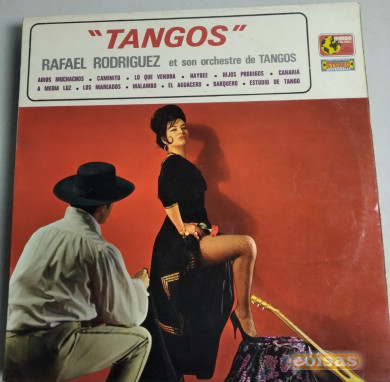 "TANGOS"
RAFAEL RODRIGUEZ et son orchestre de TANGOS
ADIOS MUCHACHOS • CAMINITO • LO QUE VENDRA • HAYDEE • HIJOS PRODIGOS • CANARIA
A MEDIA LUZ • LOS MAREADOS • MALAMBO • EL AGUACERO • BARQUERO • ESTUDIO DE TANGO
ebisas